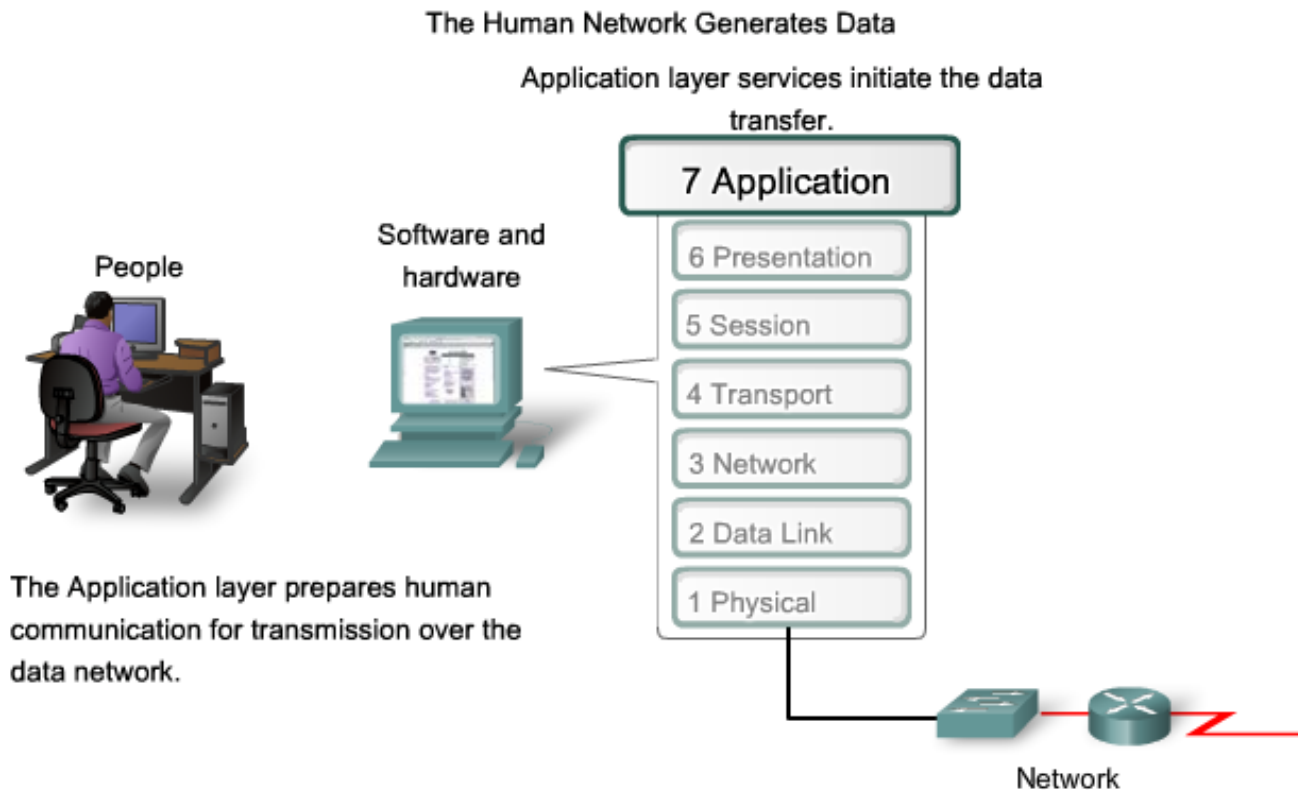 The Human Network Generates Data
Application layer services initiate the data
transfer.
7 Application
6 Presentation
5 Session
4 Transport
3 Network
2 Data Link
1 Physical
Software and
hardware
People
The Application layer prepares human
communication for transmission over the
data network.
Network